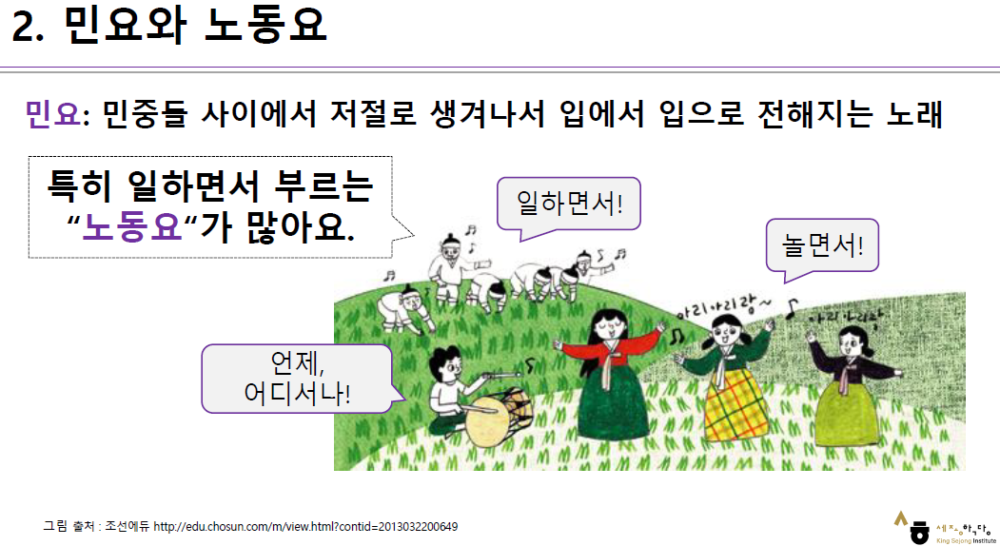 2. 민요와 노동요
민요: 민중들 사이에서 저절로 생겨나서 입에서 입으로 전해지는 노래
특히 일하면서 부르는
“노동요“가 많아요.
일하면서!
놀면서!
아리아리랑~
아리아리랑
언제,
어디서나!
그림 출처 : 조선에듀 http://edu.chosun.com/m/view.html?contid=2013032200649
세종학당
King Sejong Institute